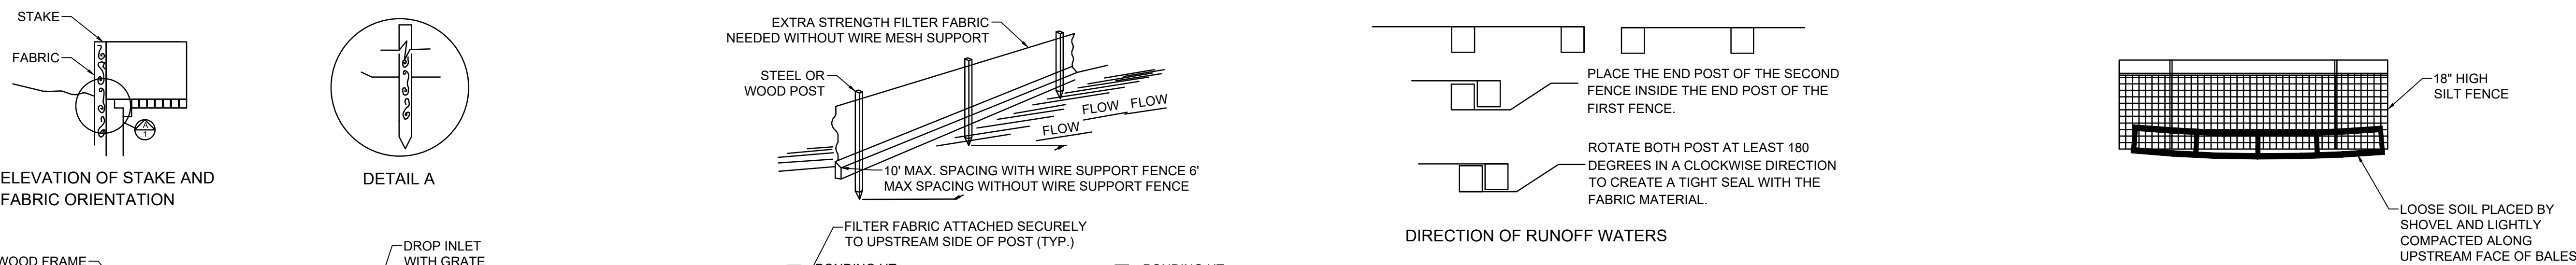 STAKE
FABRIC
A
1
ELEVATION OF STAKE AND
FABRIC ORIENTATION
DETAIL A
EXTRA STRENGTH FILTER FABRIC
NEEDED WITHOUT WIRE MESH SUPPORT
STEEL OR
WOOD POST
FLOW
FLOW
FLOW
10' MAX. SPACING WITH WIRE SUPPORT FENCE 6'
MAX SPACING WITHOUT WIRE SUPPORT FENCE
FILTER FABRIC ATTACHED SECURELY
TO UPSTREAM SIDE OF POST (TYP.)
PLACE THE END POST OF THE SECOND
FENCE INSIDE THE END POST OF THE
FIRST FENCE.
ROTATE BOTH POST AT LEAST 180
DEGREES IN A CLOCKWISE DIRECTION
TO CREATE A TIGHT SEAL WITH THE
FABRIC MATERIAL.
DIRECTION OF RUNOFF WATERS
18" HIGH
SILT FENCE
LOOSE SOIL PLACED BY
SHOVEL AND LIGHTLY
COMPACTED ALONG
UPSTREAM FACE OF BALES
WOOD FRAME
DROP INLET
WITH GRATE
PONDING HT.
PONDING HT.